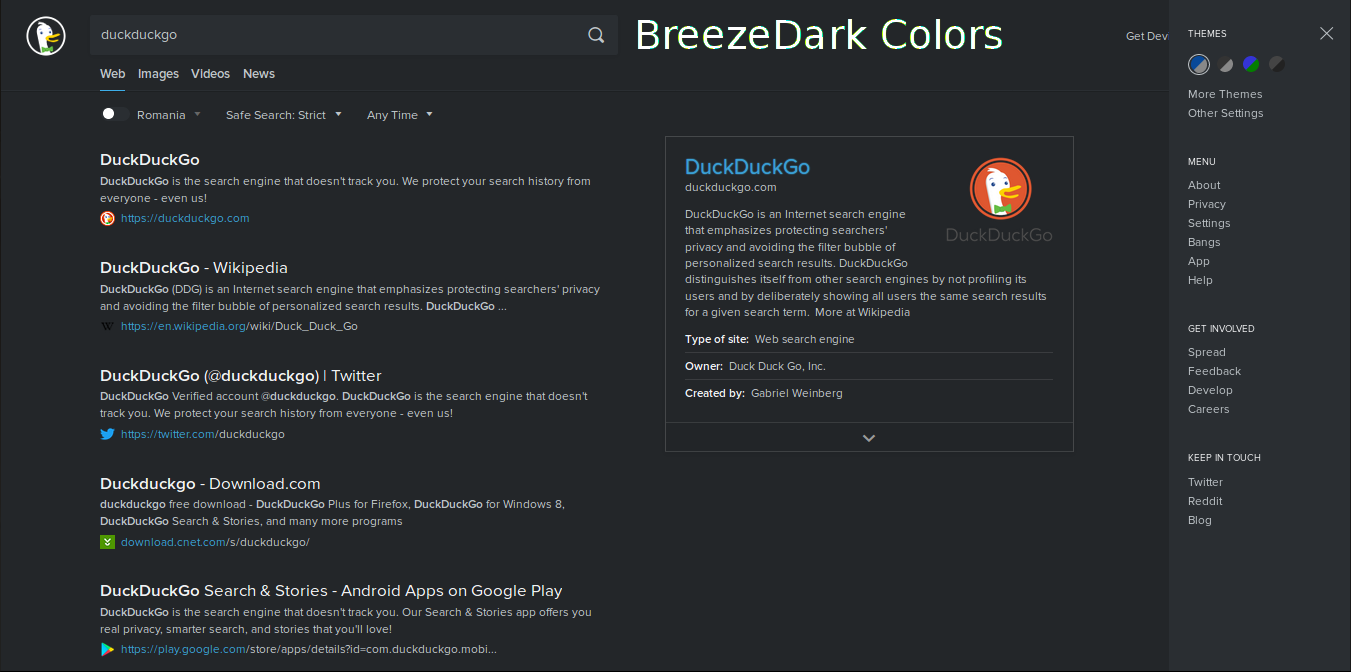 duckduckgo
BreezeDark Colors
Get Dev
Web Images Videos News
Romania Safe Search: Strict Any Time
DuckDuckGo
DuckDuckGo is the search engine that doesn't track you. We protect your search history from
everyone - even us!
https://duckduckgo.com
DuckDuckGo - Wikipedia
DuckDuckGo (DDG) is an Internet search engine that emphasizes protecting searchers' privacy
and avoiding the filter bubble of personalized search results. DuckDuckGo ...
W https://en.wikipedia.org/wiki/Duck_Duck_Go
DuckDuckGo (@duckduckgo) | Twitter
DuckDuckGo Verified account @duckduckgo. DuckDuckGo is the search engine that doesn't
track you. We protect your search history from everyone - even us!
https://twitter.com/duckduckgo
Duckduckgo - Download.com
duckduckgo free download - DuckDuckGo Plus for Firefox, DuckDuckGo for Windows 8,
DuckDuckGo Search & Stories, and many more programs
download.cnet.com/s/duckduckgo/
DuckDuckGo Search & Stories - Android Apps on Google Play
DuckDuckGo is the search engine that doesn't track you. Our Search & Stories app offers you
real privacy, smarter search, and stories that you'll love!
https://play.google.com/store/apps/details?id=com.duckduckgo.mobi...
DuckDuckGo
duckduckgo.com
DuckDuckGo
DuckDuckGo is an Internet search engine
that emphasizes protecting searchers'
privacy and avoiding the filter bubble of
personalized search results. DuckDuckGo
distinguishes itself from other search engines by not profiling its
users and by deliberately showing all users the same search results
for a given search term. More at Wikipedia
Type of site: Web search engine
Owner: Duck Duck Go, Inc.
Created by: Gabriel Weinberg
THEMES
More Themes
Other Settings
MENU
About
Privacy
Settings
Bangs
App
Help
GET INVOLVED
Spread
Feedback
Develop
Careers
KEEP IN TOUCH
Twitter
Reddit
Blog